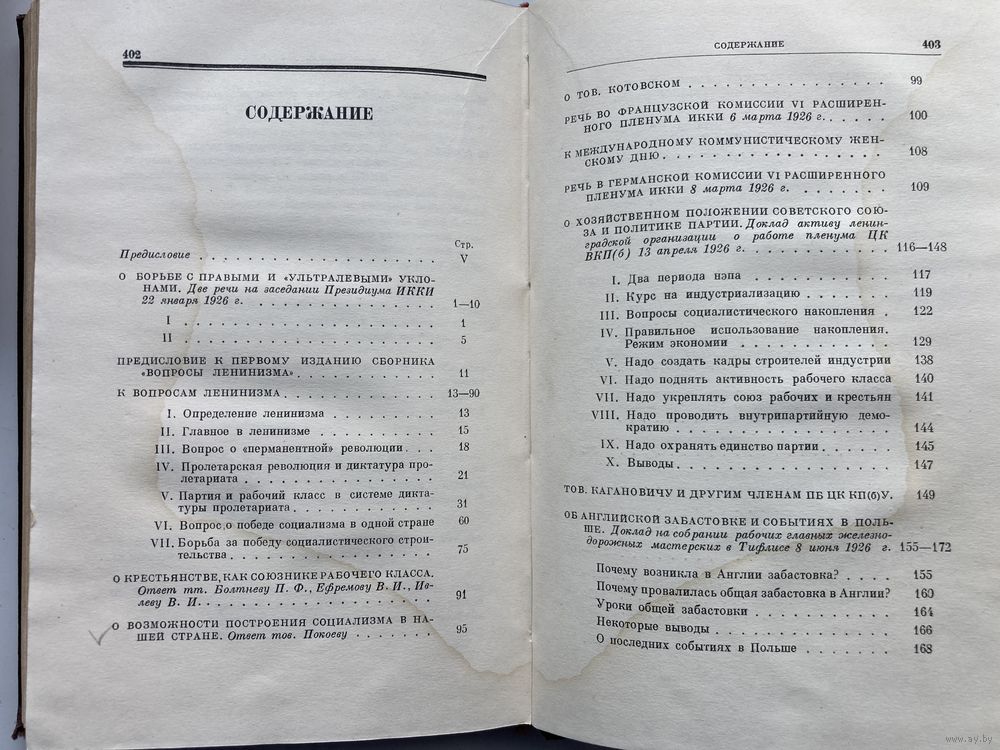 402
СОДЕРЖАНИЕ
Стр.
Предисловие . . . . . . . . . . . . . . . . V
О БОРЬБЕ С ПРАВЫМИ И «УЛЬТРАЛЕВЫМИ» УКЛО-
НАМИ. Две речи на заседании Президиума ИККИ
22 января 1926 г. . . . . . . . . . . . . . 1—10
I . . . . . . . . . . . . . . . . 1
II . . . . . . . . . . . . . . . . 5
ПРЕДИСЛОВИЕ К ПЕРВОМУ ИЗДАНИЮ СБОРНИКА
«ВОПРОСЫ ЛЕНИНИЗМА» . . . . . . . . . . 11
К ВОПРОСАМ ЛЕНИНИЗМА . . . . . . . . . . 13—90
I. Определение ленинизма . . . . . . . . 13
II. Главное в ленинизме . . . . . . . . . 15
III. Вопрос о «перманентной» революции . . . 18
IV. Пролетарская революция и диктатура про-
летариата . . . . . . . . . . . . . . 21
V. Партия и рабочий класс в системе дикта-
туры пролетариата . . . . . . . . . . 31
VI. Вопрос о победе социализма в одной стране 60
VII. Борьба за победу социалистического строи-
тельства . . . . . . . . . . . . . . 75
О КРЕСТЬЯНСТВЕ, КАК СОЮЗНИКЕ РАБОЧЕГО КЛАССА.
Ответ тт. Болтневу П. Ф., Ефремову В. И., Ив-
леву В. И. . . . . . . . . . . . . . . . 91
О ВОЗМОЖНОСТИ ПОСТРОЕНИЯ СОЦИАЛИЗМА В НА-
ШЕЙ СТРАНЕ. Ответ тов. Покоеву . . . . . . . 95
СОДЕРЖАНИЕ 403
О ТОВ. КОТОВСКОМ . . . . . . . . . . . . . 99
РЕЧЬ ВО ФРАНЦУЗСКОЙ КОМИССИИ VI РАСШИРЕН-
НОГО ПЛЕНУМА ИККИ 6 марта 1926 г. . . . . . 100
К МЕЖДУНАРОДНОМУ КОММУНИСТИЧЕСКОМУ ЖЕН-
СКОМУ ДНЮ . . . . . . . . . . . . . . . 108
РЕЧЬ В ГЕРМАНСКОЙ КОМИССИИ VI РАСШИРЕННОГО
ПЛЕНУМА ИККИ 8 марта 1926 г. . . . . . . . 109
О ХОЗЯЙСТВЕННОМ ПОЛОЖЕНИИ СОВЕТСКОГО СОЮ-
ЗА И ПОЛИТИКЕ ПАРТИИ. Доклад активу ленин-
градской организации о работе пленума ЦК
ВКП(б) 13 апреля 1926 г. . . . . . . . . . 116—148
I. Два периода нэпа . . . . . . . . . . 117
II. Курс на индустриализацию . . . . . . 119
III. Вопросы социалистического накопления . 122
IV. Правильное использование накопления.
Режим экономии . . . . . . . . . . . 129
V. Надо создать кадры строителей индустрии 138
VI. Надо поднять активность рабочего класса 140
VII. Надо укреплять союз рабочих и крестьян 141
VIII. Надо проводить внутрипартийную демо-
кратию . . . . . . . . . . . . . . . 144
IX. Надо охранять единство партии . . . . . 145
X. Выводы . . . . . . . . . . . . . . . 147
ТОВ. КАГАНОВИЧУ И ДРУГИМ ЧЛЕНАМ ПБ ЦК КП(б)У. 149
ОБ АНГЛИЙСКОЙ ЗАБАСТОВКЕ И СОБЫТИЯХ В ПОЛЬ-
ШЕ. Доклад на собрании рабочих главных железно-
дорожных мастерских в Тифлисе 8 июня 1926 г. 155—172
Почему возникла в Англии забастовка? . . . . 155
Почему провалилась общая забастовка в Англии? 160
Уроки общей забастовки . . . . . . . . . 164
Некоторые выводы . . . . . . . . . . . . 166
О последних событиях в Польше . . . . . . . 168
www.ay.by